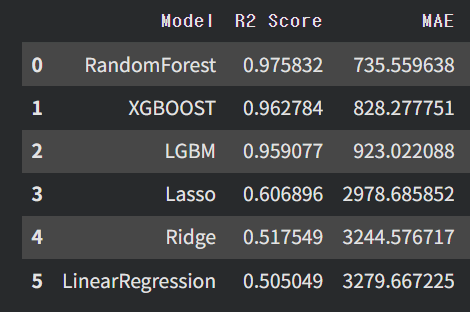 Model R2 Score MAE
0 RandomForest 0.975832 735.559638
1 XGBOOST 0.962784 828.277751
2 LGBM 0.959077 923.022088
3 Lasso 0.606896 2978.685852
4 Ridge 0.517549 3244.576717
5 LinearRegression 0.505049 3279.667225